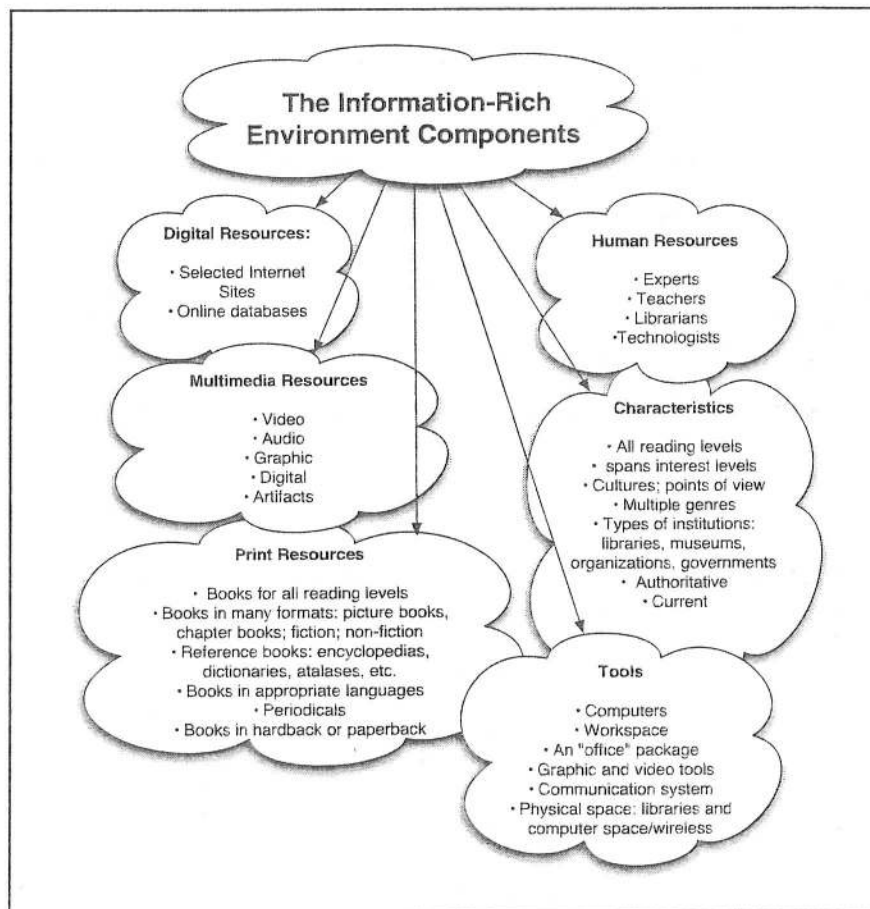 The Information-Rich
Environment Components
Digital Resources:
• Selected Internet
Sites
• Online databases
Human Resources
• Experts
• Teachers
• Librarians
•Technologists
Multimedia Resources
• Video
• Audio
• Graphic
• Digital
• Artifacts
Characteristics
• All reading levels
• spans interest levels
• Cultures; points of view
• Multiple genres
• Types of institutions:
libraries, museums,
organizations, governments
• Authoritative
• Current
Print Resources
• Books for all reading levels
• Books in many formats: picture books,
chapter books; fiction; non-fiction
• Reference books: encyclopedias,
dictionaries, atalases, etc.
• Books in appropriate languages
• Periodicals
• Books in hardback or paperback
Tools
• Computers
• Workspace
• An "office" package
• Graphic and video tools
• Communication system
• Physical space: libraries and
computer space/wireless